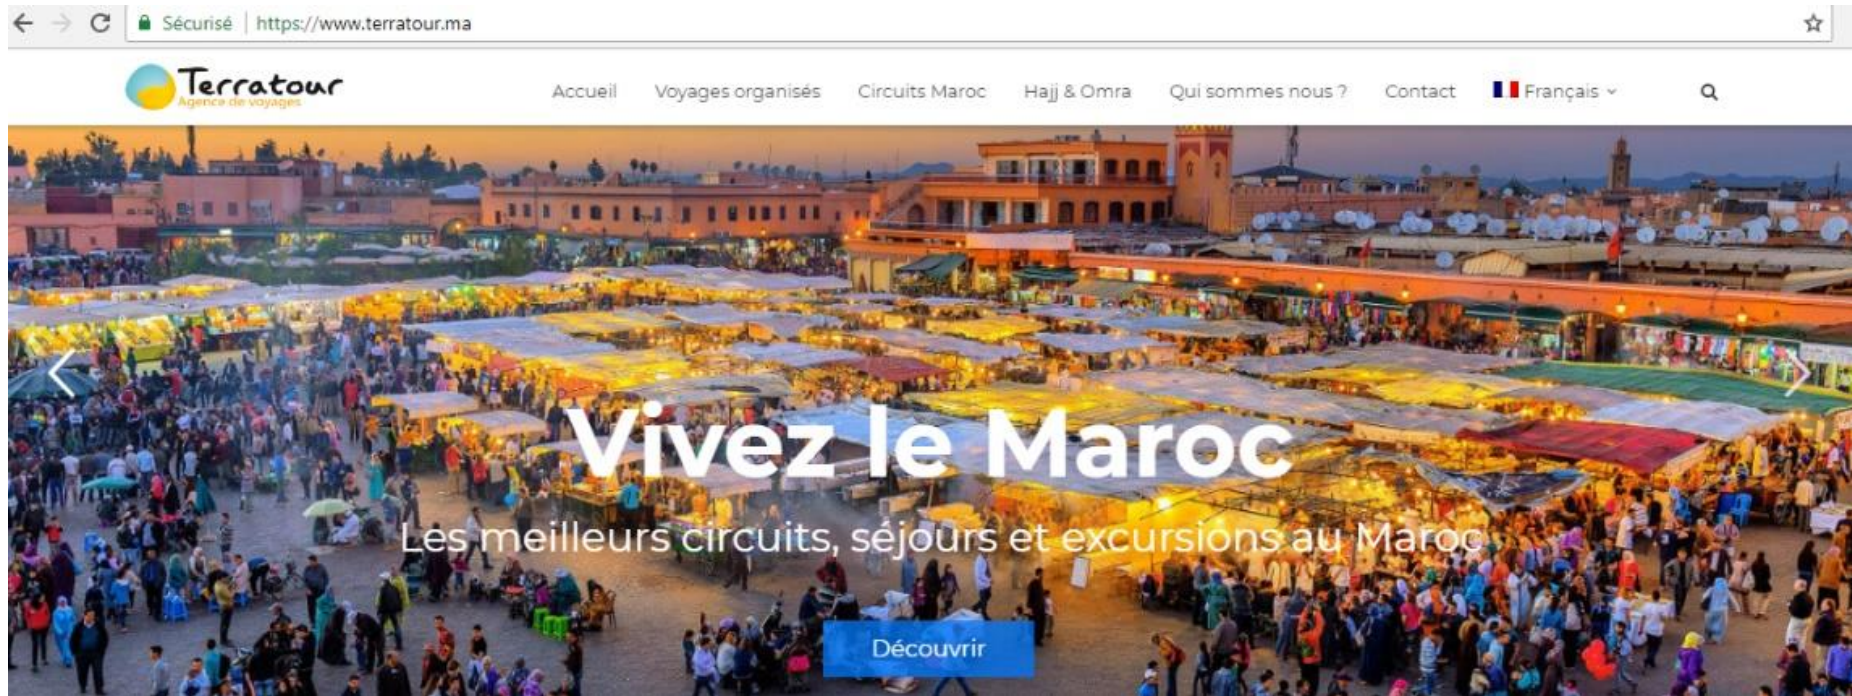 Sécurisé | https://www.terratour.ma
Terratour
Agence de voyages
Accueil Voyages organisés Circuits Maroc Hajj & Omra Qui sommes nous ? Contact Français
Vivez le Maroc
Les meilleurs circuits, séjours et excursions au Maroc
Découvrir